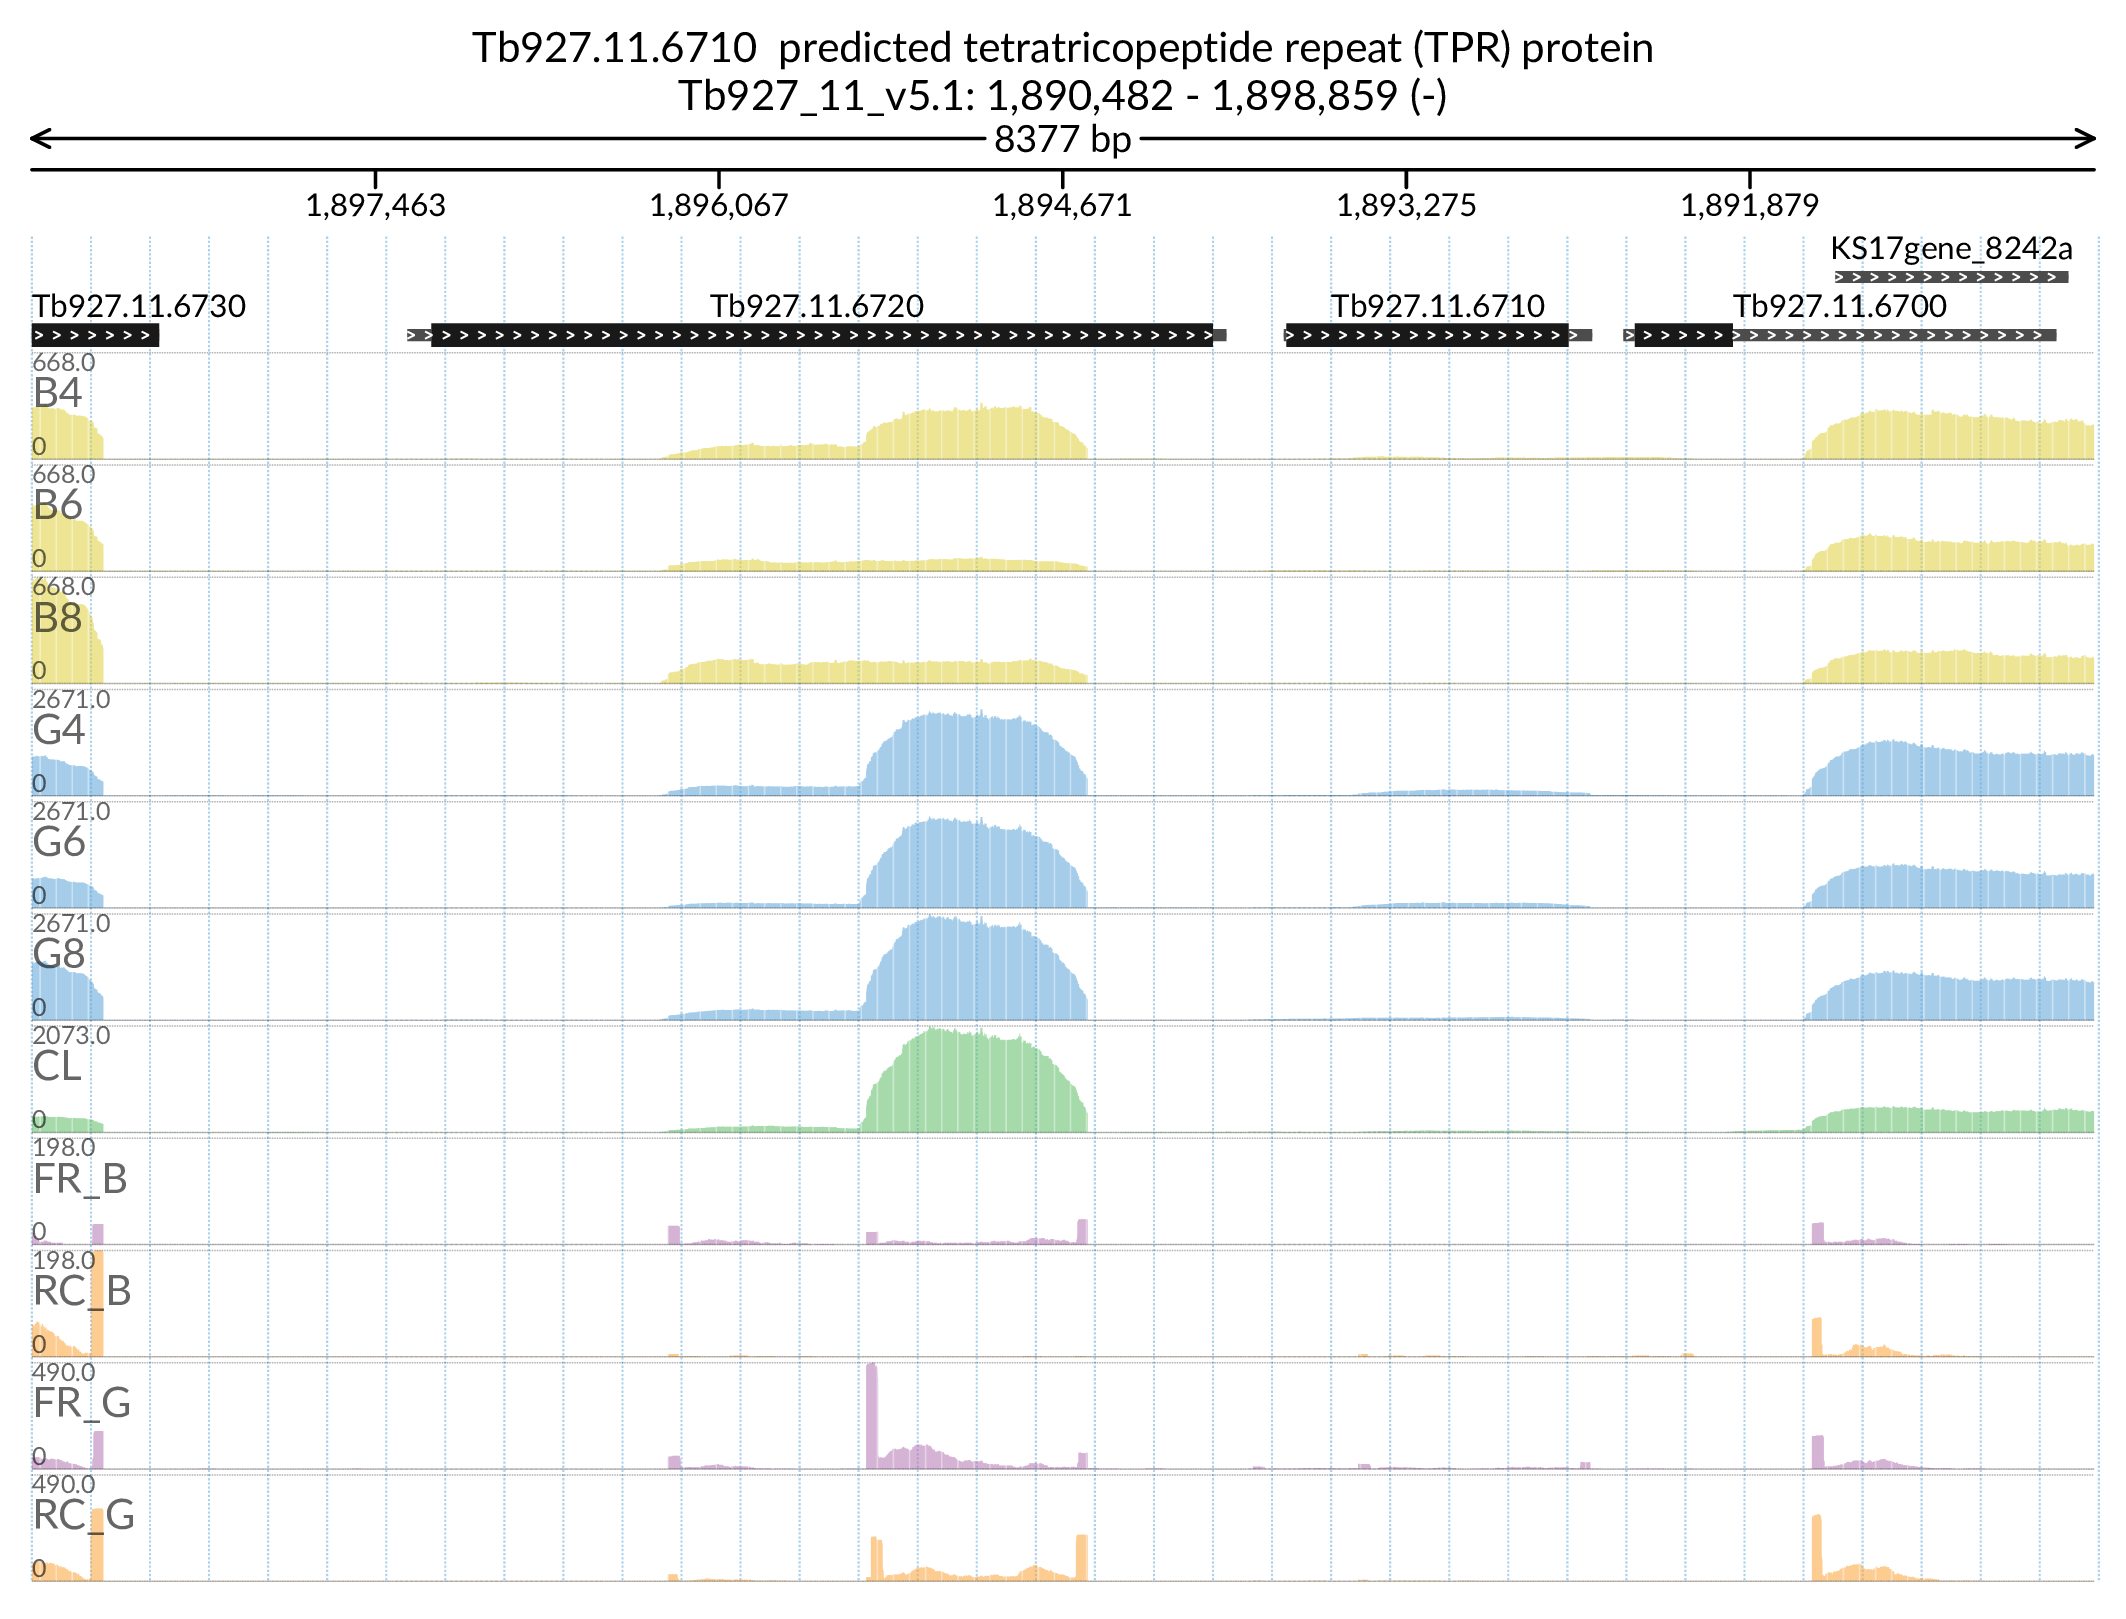 Tb927.11.6710  predicted tetratricopeptide repeat (TPR) protein
Tb927_11_v5.1: 1,890,482 - 1,898,859 (-)
8377 bp
1,897,463 1,896,067 1,894,671 1,893,275 1,891,879
KS17gene_8242a
Tb927.11.6730 Tb927.11.6720 Tb927.11.6710 Tb927.11.6700
668.0
B4
0
668.0
B6
0
668.0
B8
0
2671.0
G4
0
2671.0
G6
0
2671.0
G8
0
2073.0
CL
0
198.0
FR_B
0
198.0
RC_B
0
490.0
FR_G
0
490.0
RC_G
0